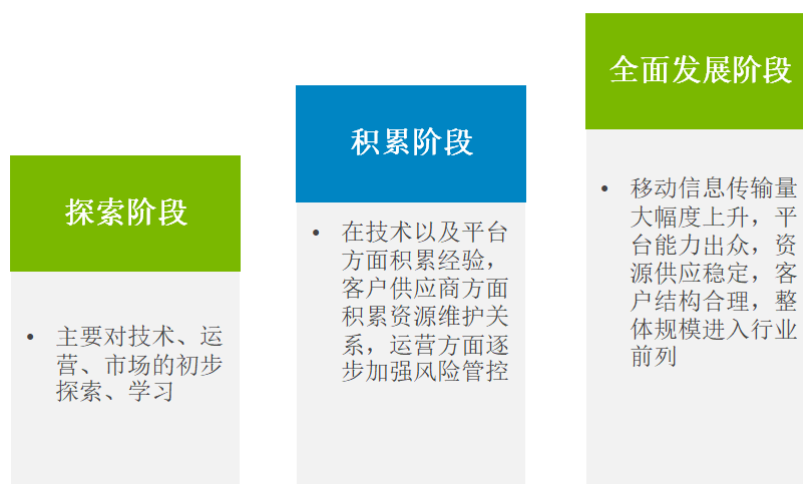 探索阶段
• 主要对技术、运
营、市场的初步
探索、学习
积累阶段
• 在技术以及平台
方面积累经验，
客户供应商方面
积累资源维护关
系，运营方面逐
步加强风险管控
全面发展阶段
• 移动信息传输量
大幅度上升，平
台能力出众，资
源供应稳定，客
户结构合理，整
体规模进入行业
前列